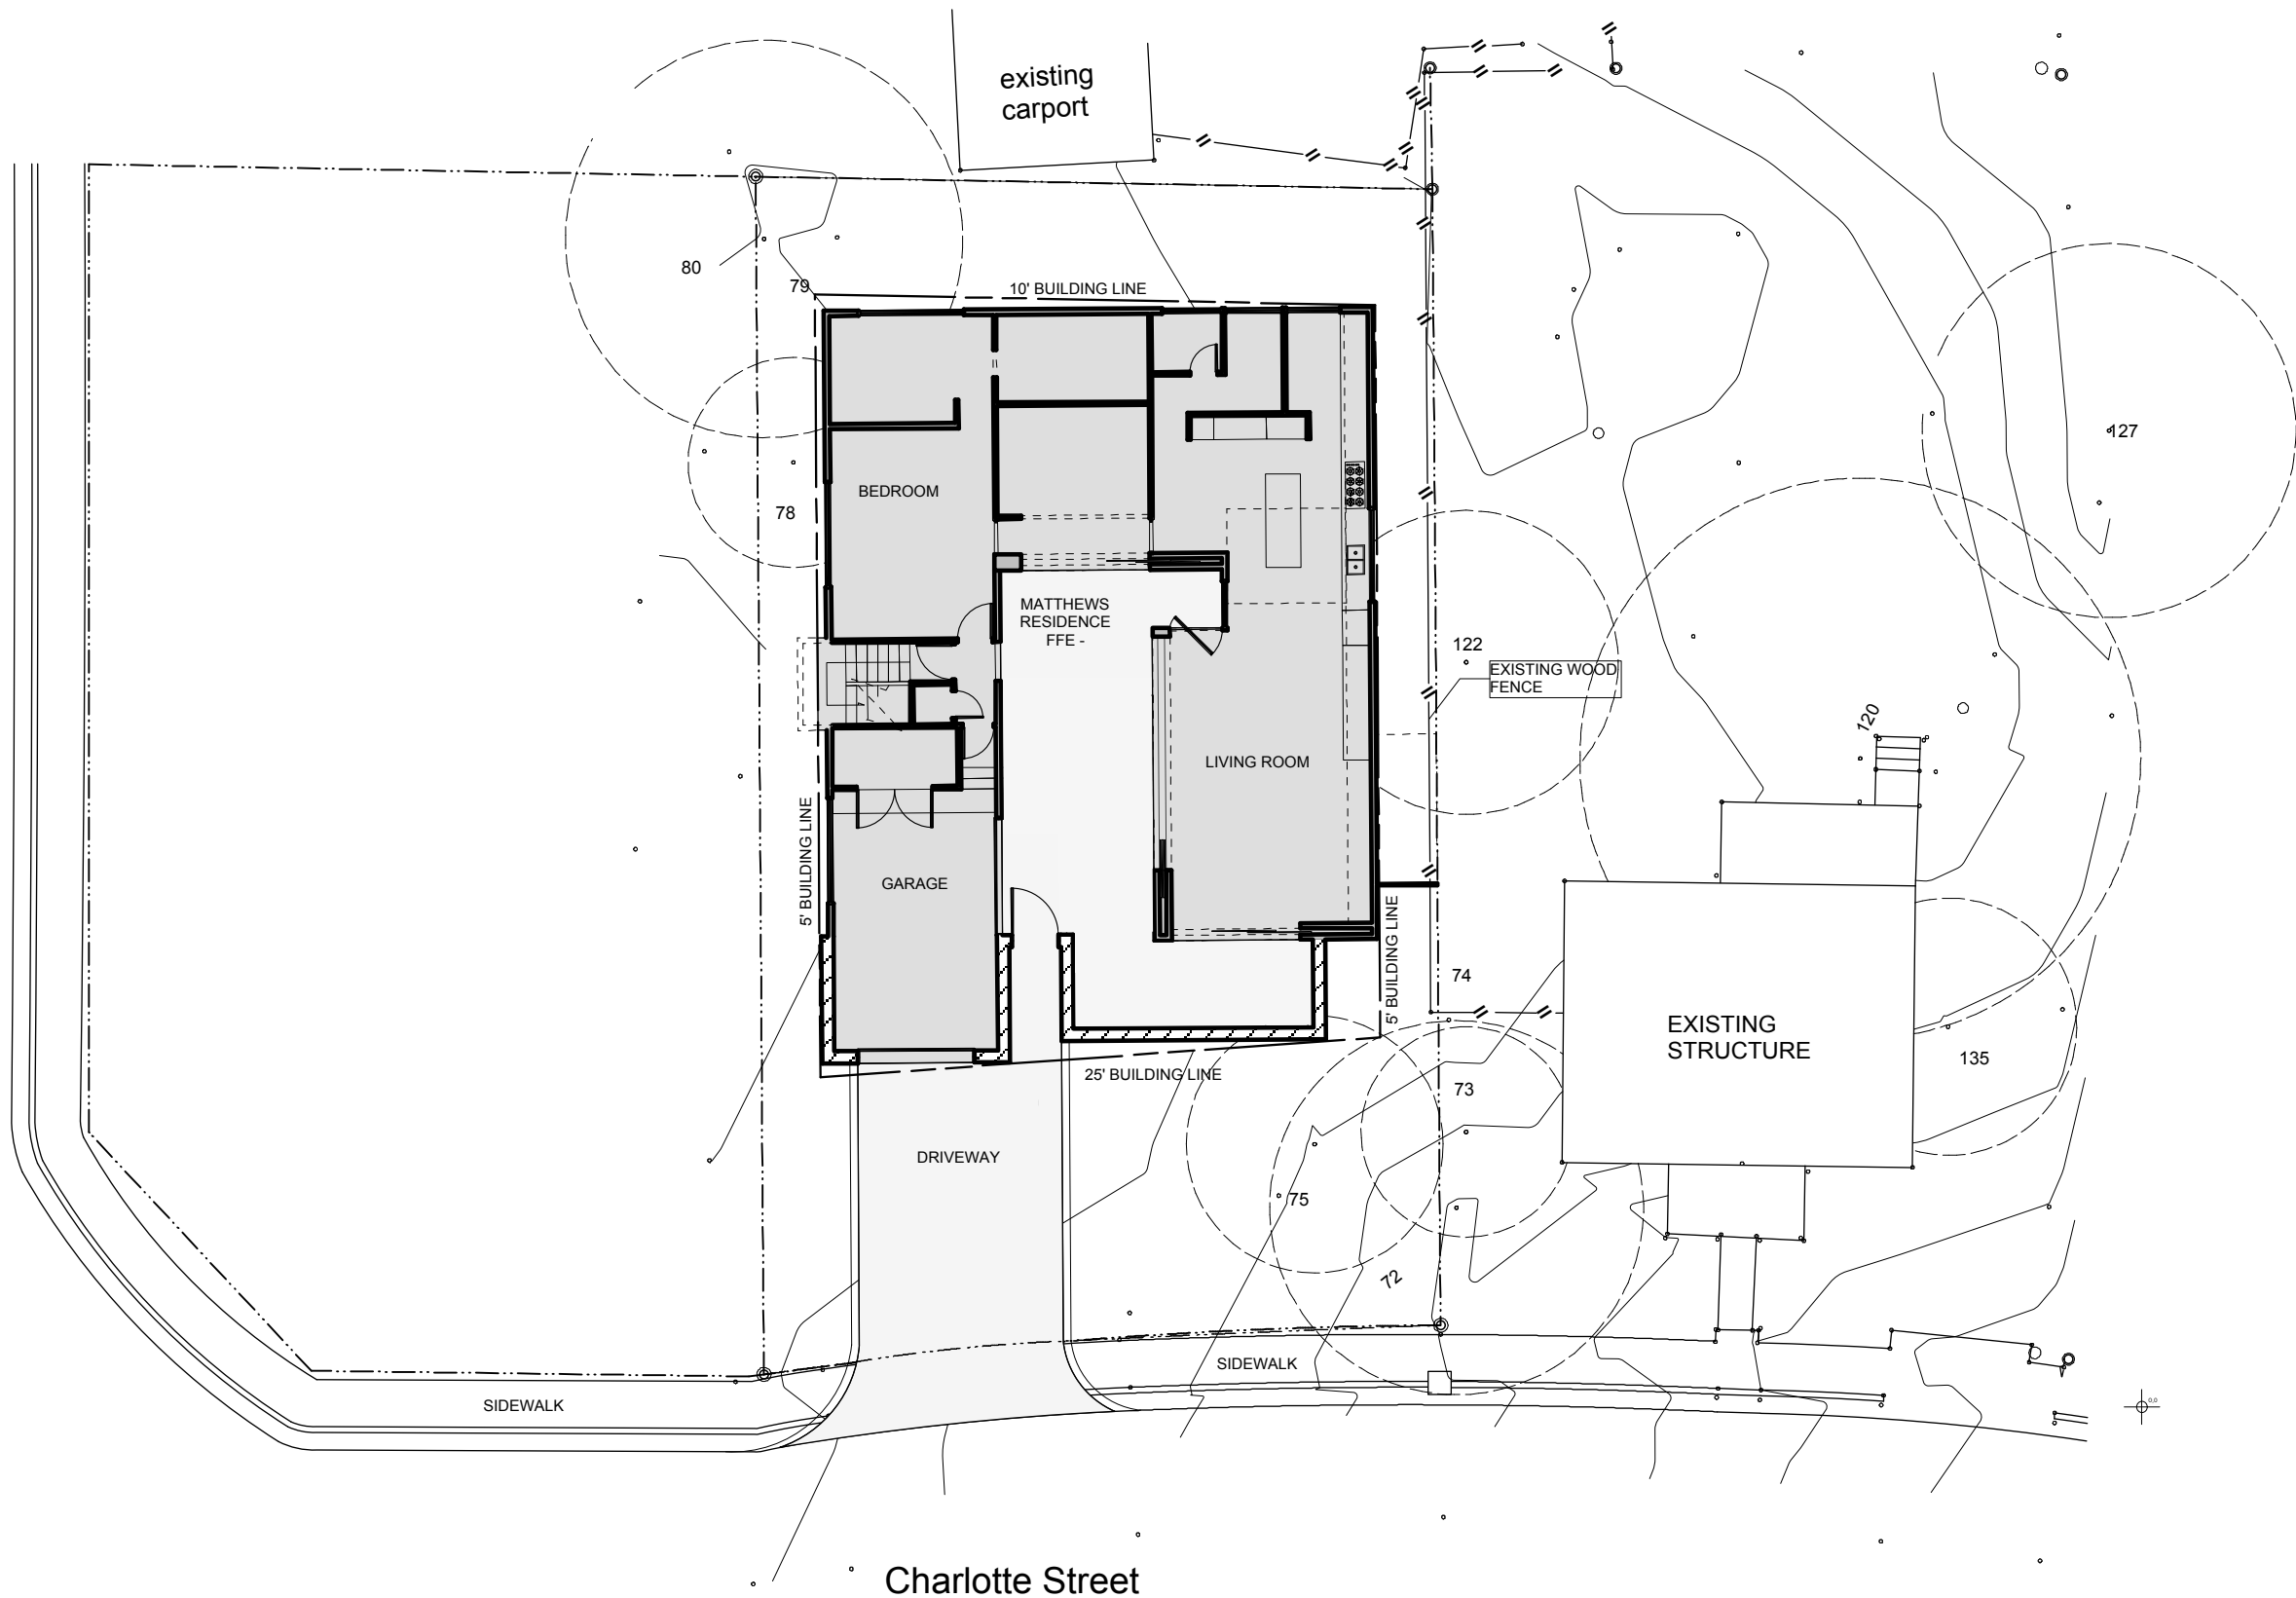 existing
carport
80
79
10' BUILDING LINE
127
BEDROOM
78
MATTHEWS
RESIDENCE
FFE -
122
EXISTING WOOD
FENCE
120
LIVING ROOM
5' BUILDING LINE
GARAGE
5' BUILDING LINE
74
EXISTING
STRUCTURE
135
25' BUILDING LINE
73
DRIVEWAY
75
72
SIDEWALK
SIDEWALK
0,0
Charlotte Street